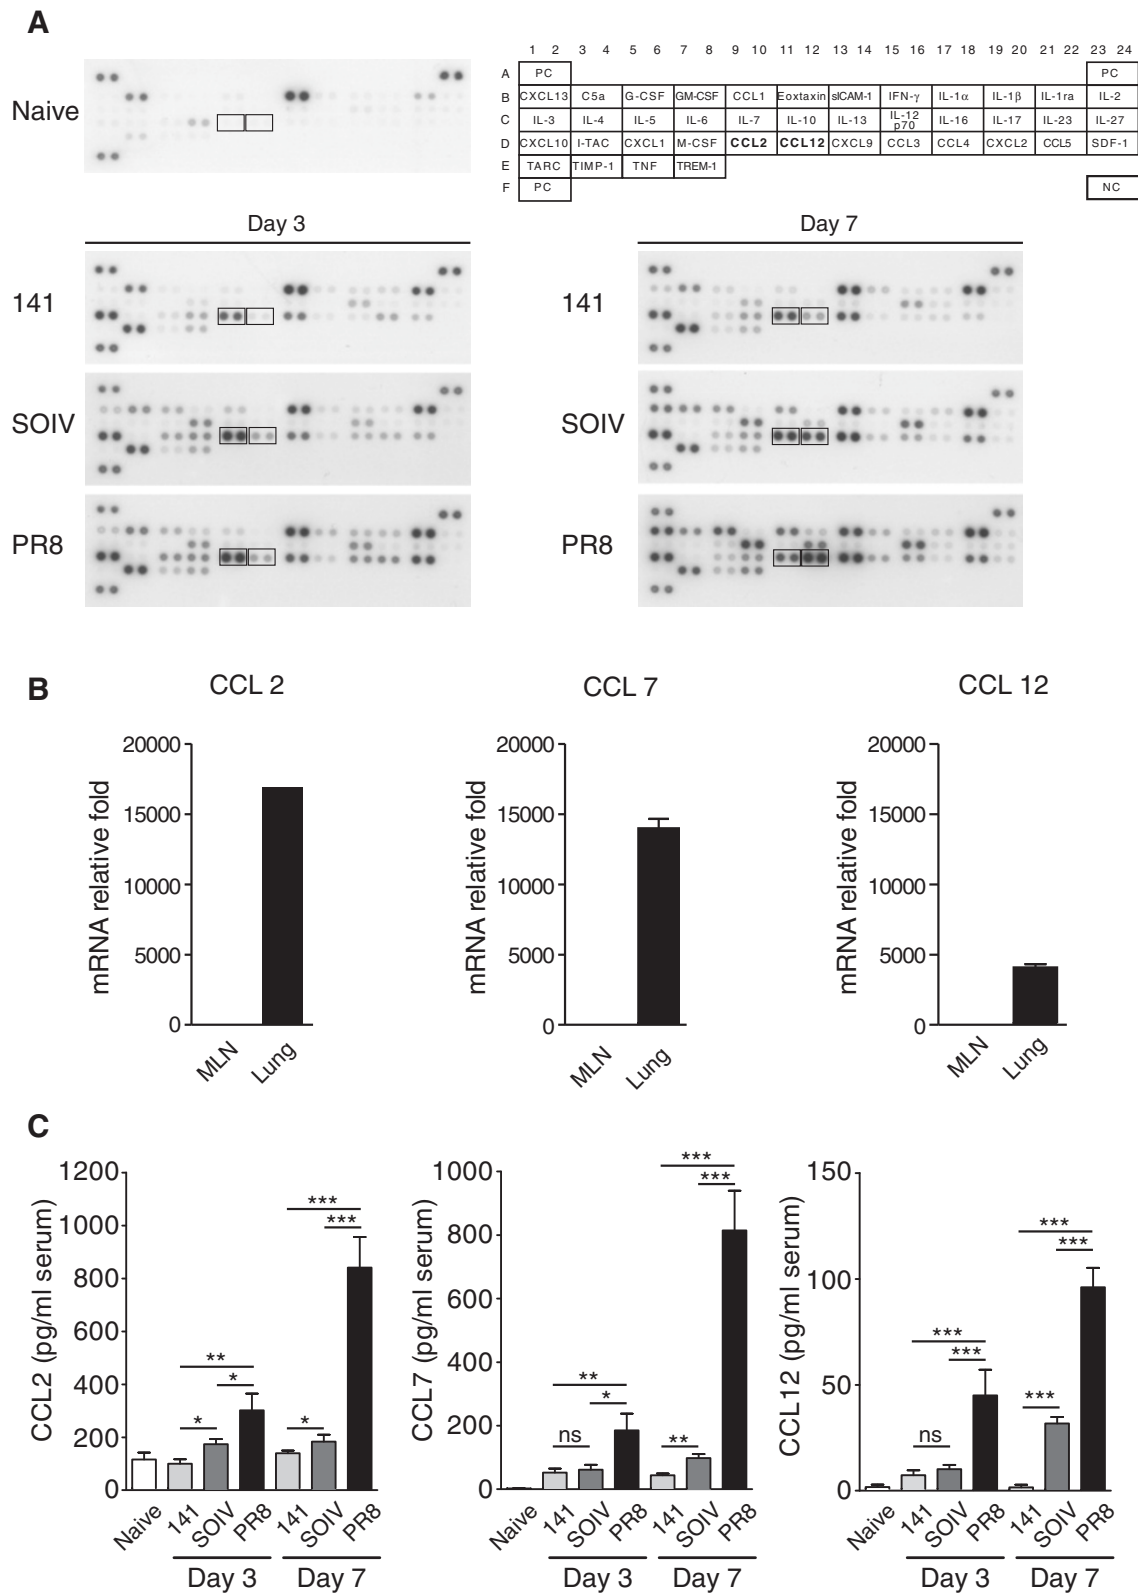 A
Naive
1 2 3 4 5 6 7 8 9 10 11 12 13 14 15 16 17 18 19 20 21 22 23 24
A PC PC
B CXCL13 C5a G-CSF GM-CSF CCL1 Eoxtaxin sICAM-1 IFN-γ IL-1α IL-1β IL-1ra IL-2
C IL-3 IL-4 IL-5 IL-6 IL-7 IL-10 IL-13 IL-12 p70 IL-16 IL-17 IL-23 IL-27
D CXCL10 I-TAC CXCL1 M-CSF CCL2 CCL12 CXCL9 CCL3 CCL4 CXCL2 CCL5 SDF-1
E TARC TIMP-1 TNF TREM-1
F PC NC
Day 3
141
SOIV
PR8
Day 7
141
SOIV
PR8
B
CCL 2
mRNA relative fold
20000
15000
10000
5000
0
MLN Lung
CCL 7
mRNA relative fold
20000
15000
10000
5000
0
MLN Lung
CCL 12
mRNA relative fold
20000
15000
10000
5000
0
MLN Lung
C
CCL2 (pg/ml serum)
1200
1000
800
600
400
200
0
***
***
**
*
*
*
Naive 141 SOIV PR8 141 SOIV PR8
Day 3 Day 7
CCL7 (pg/ml serum)
1000
800
600
400
200
0
***
***
**
*
ns
**
Naive 141 SOIV PR8 141 SOIV PR8
Day 3 Day 7
CCL12 (pg/ml serum)
150
100
50
0
***
***
***
***
***
ns
Naive 141 SOIV PR8 141 SOIV PR8
Day 3 Day 7